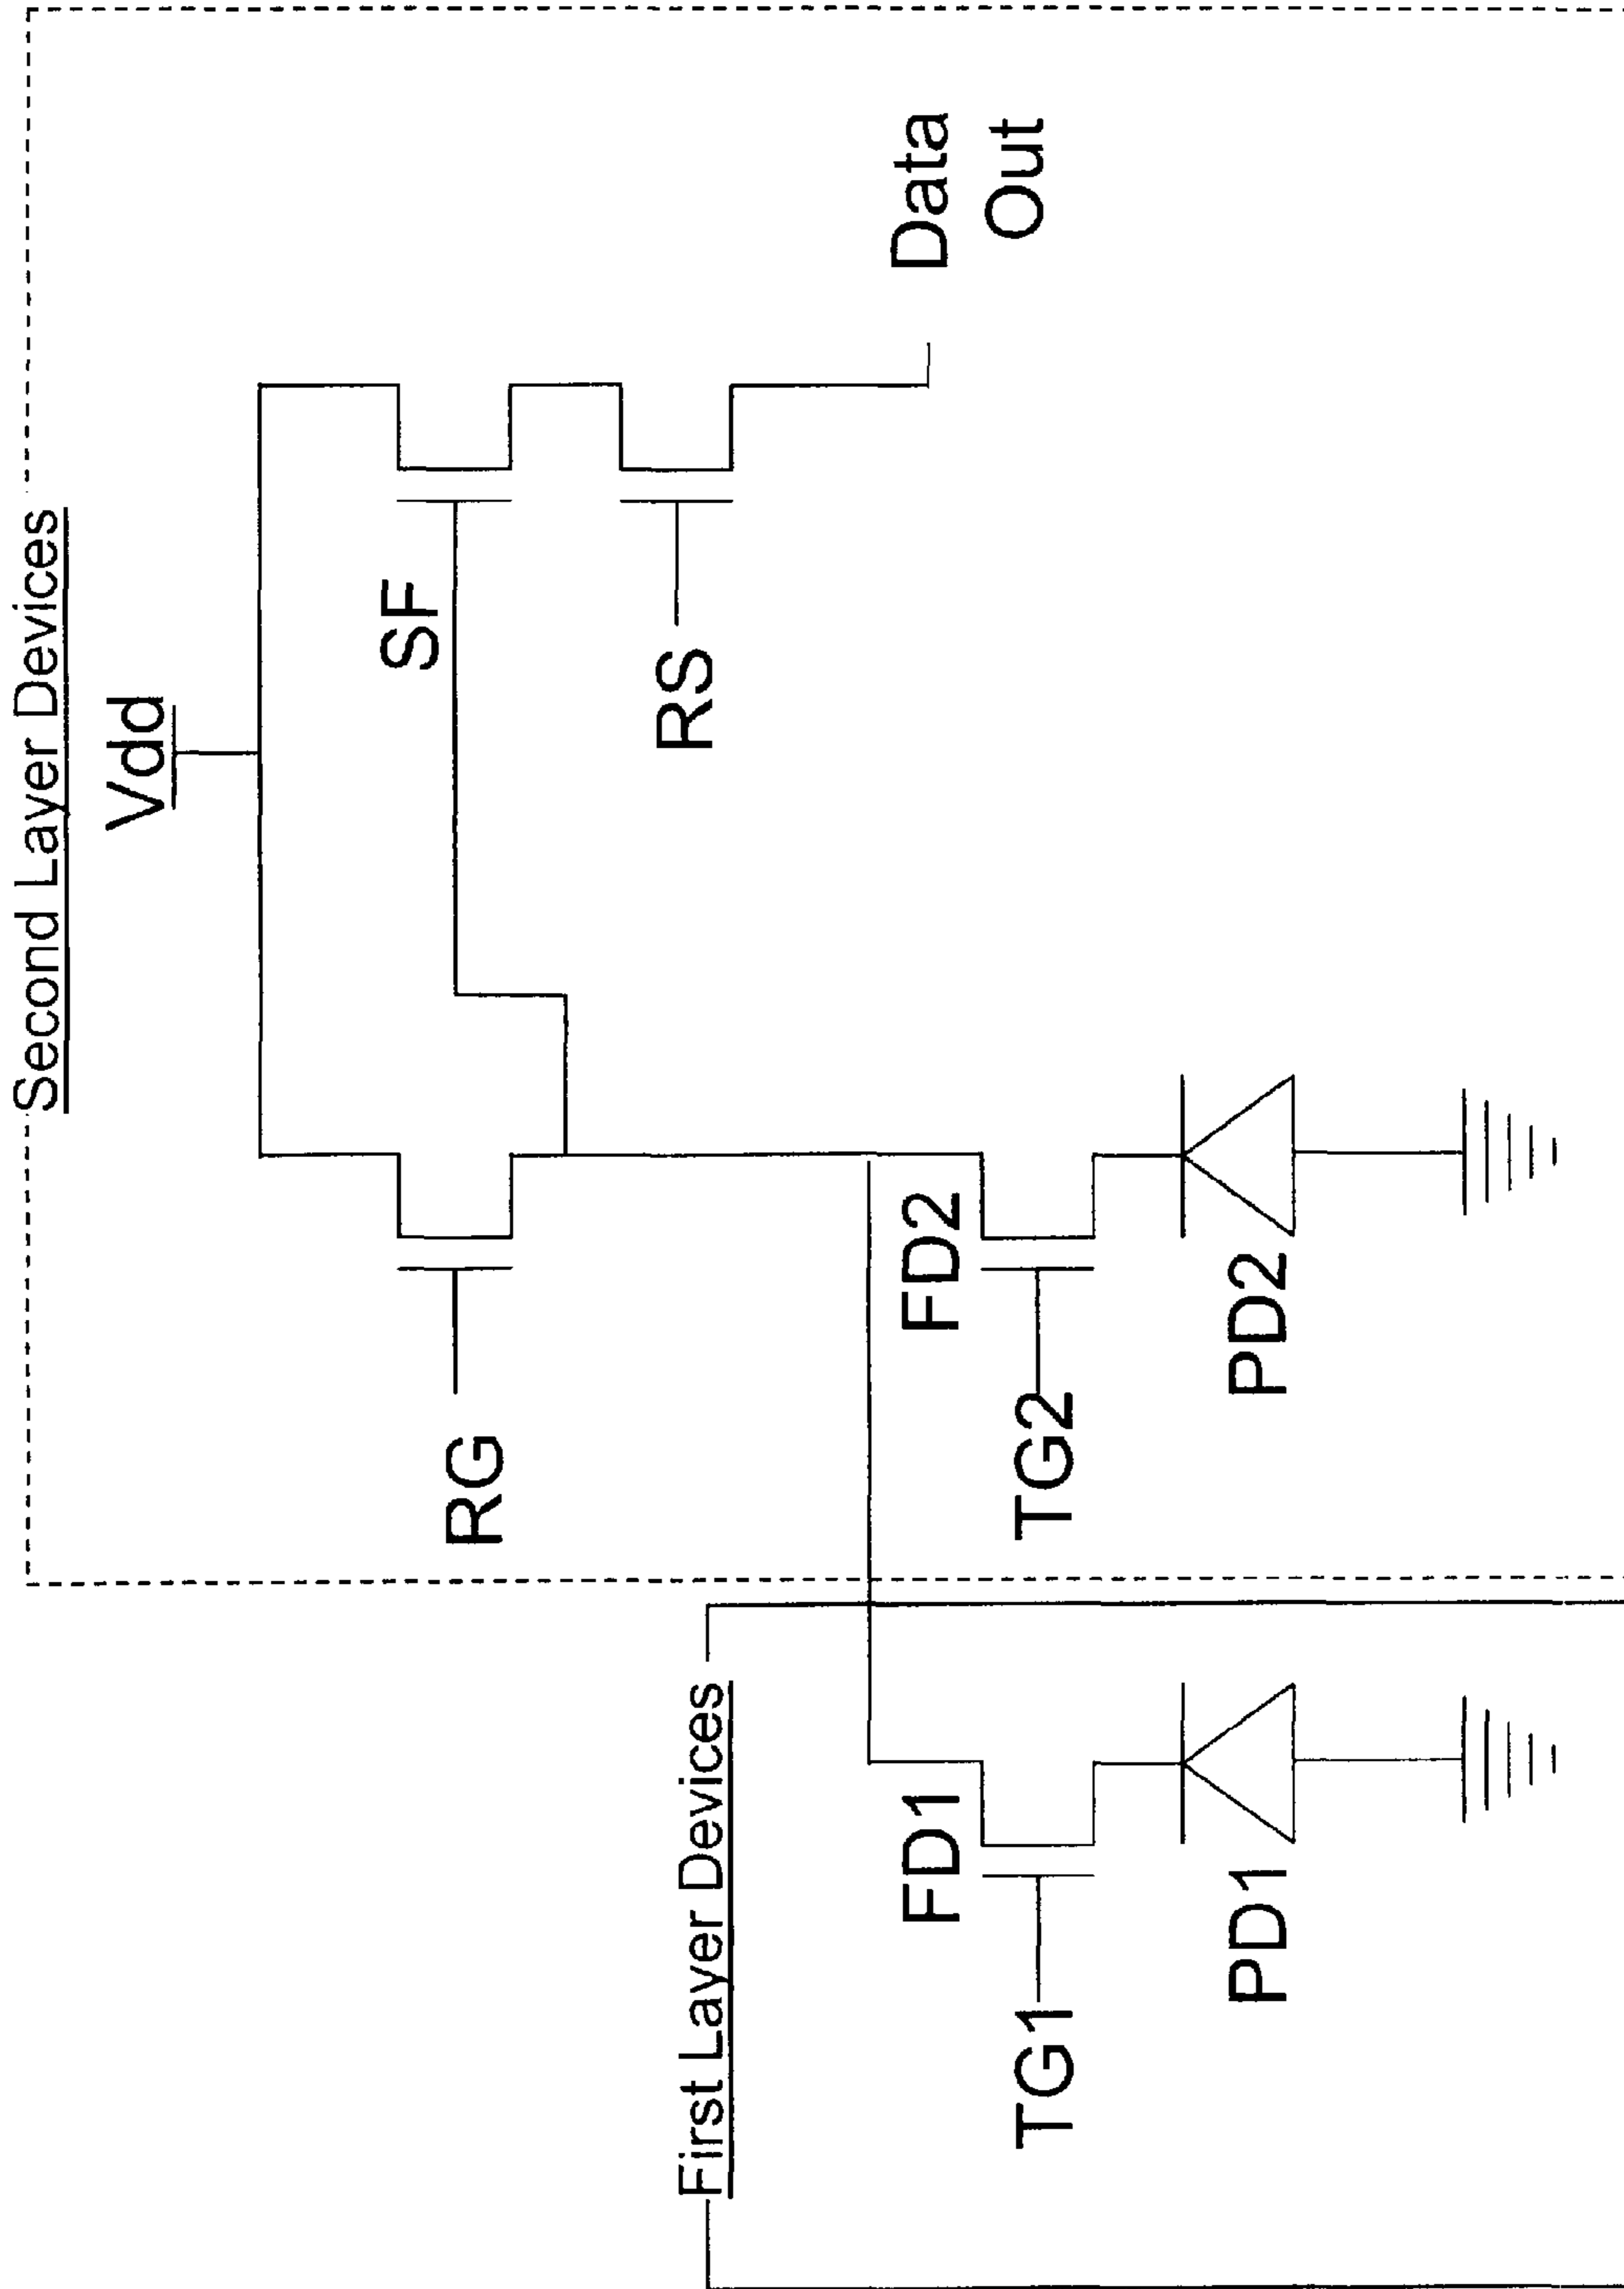 Second Layer Devices
Vdd
SF
RG
RS
Data
Out
First Layer Devices
FD1
FD2
TG1
TG2
PD1
PD2